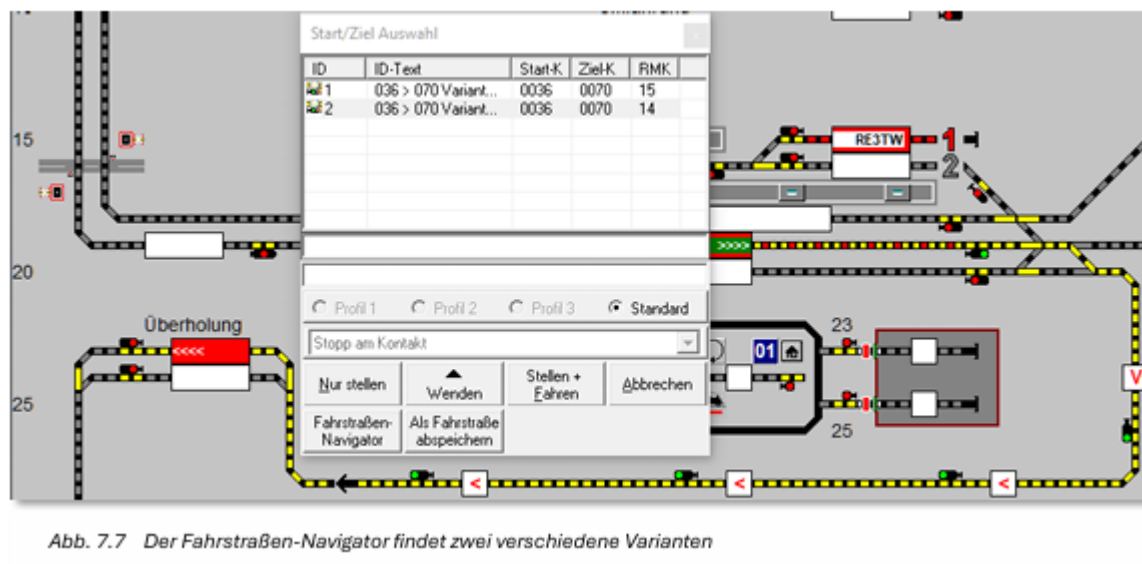 Start/Ziel Auswahl
ID ID-Text Start-K Ziel-K RMK
1 036 > 070 Variant... 0036 0070 15
2 036 > 070 Variant... 0036 0070 14
15
RE3TW 1
2
>>>>
20
Profil 1 Profil 2 Profil 3 Standard
Überholung
Stopp am Kontakt
23
<<<<
01
Nur stellen
Wenden
Stellen + Fahren
Abbrechen
V
25
Fahrstraßen-Navigator
Als Fahrstraße abspeichern
25
< < <
Abb. 7.7 Der Fahrstraßen-Navigator findet zwei verschiedene Varianten